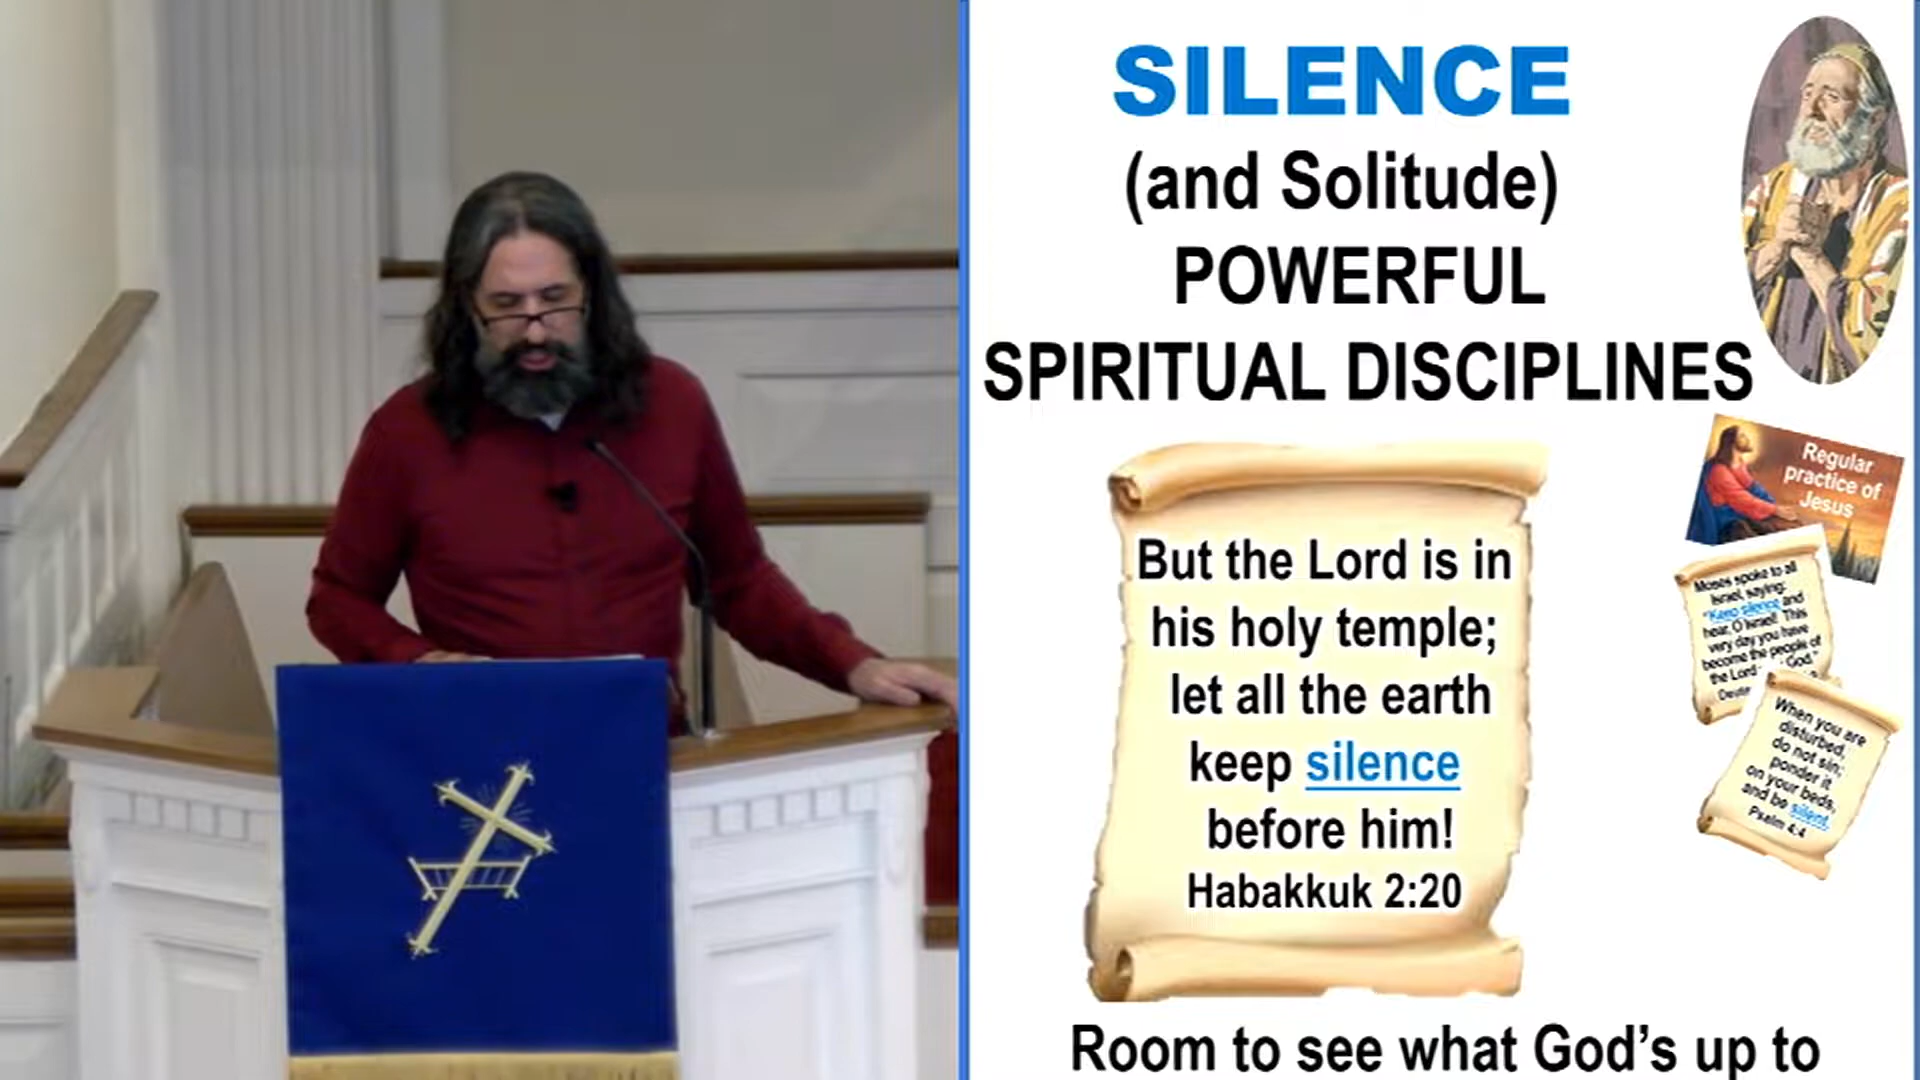 SILENCE
(and Solitude)
POWERFUL
SPIRITUAL DISCIPLINES
Regular
practice of
Jesus
But the Lord is in
his holy temple;
let all the earth
keep silence
before him!
Habakkuk 2:20
Moses spoke to all
Israel, saying:
"Keep silence and
hear, O Israel! This
very day you have
become the people of
the Lord God."
When you are
disturbed,
do not sin;
ponder it
on your beds,
and be silent.
Psalm 4:4
Room to see what God's up to